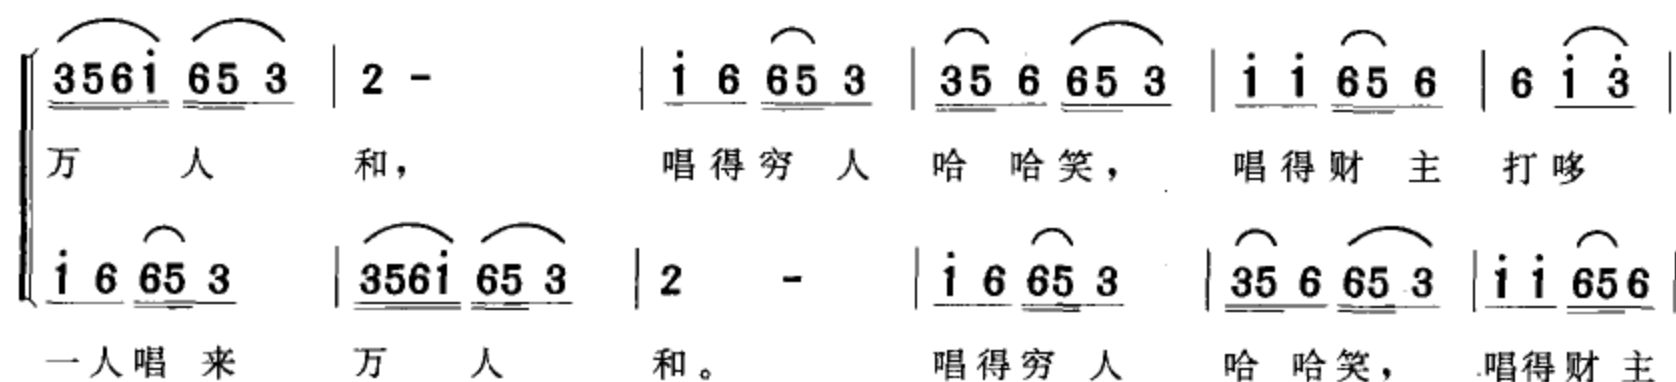 3561̇ 65 3 | 2 - | 1̇ 6 65 3 | 35 6 65 3 | 1̇ 1̇ 65 6 | 6 1̇ 3̇ |
万 人 和， 唱得穷 人 哈 哈笑， 唱得财 主 打哆
1̇ 6 65 3 | 3561̇ 65 3 | 2 - | 1̇ 6 65 3 | 35 6 65 3 | 1̇ 1̇ 656 |
一人唱 来 万 人 和。 唱得穷 人 哈 哈笑， 唱得财 主